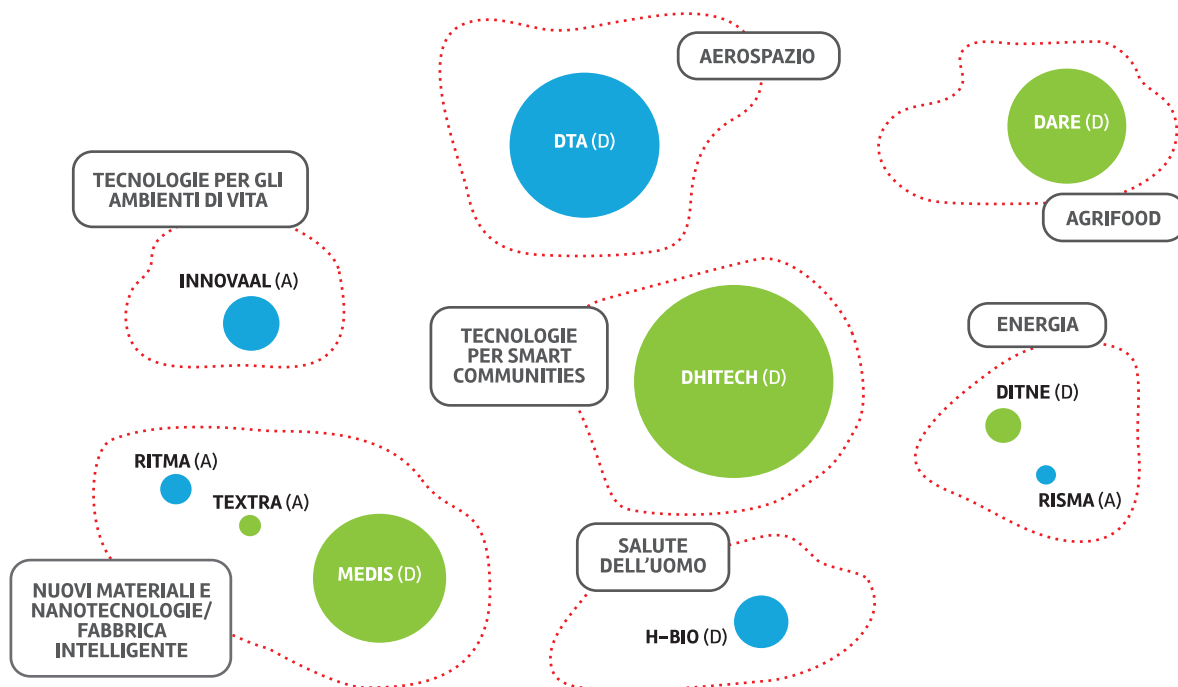 AEROSPAZIO
DTA (D)
DARE (D)
AGRIFOOD
TECNOLOGIE PER GLI
AMBIENTI DI VITA
INNOVAAL (A)
TECNOLOGIE
PER SMART
COMMUNITIES
DHITECH (D)
ENERGIA
DITNE (D)
RISMA (A)
RITMA (A)
TEXTRA (A)
MEDIS (D)
NUOVI MATERIALI E
NANOTECNOLOGIE/
FABBRICA
INTELLIGENTE
SALUTE
DELL'UOMO
H-BIO (D)